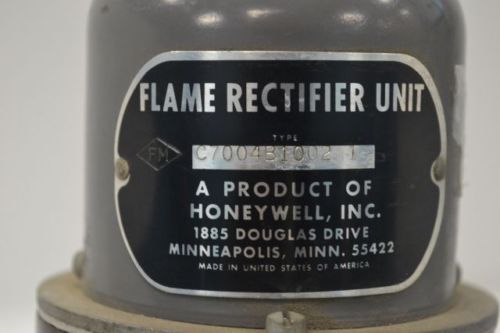 FLAME RECTIFIER UNIT
TYPE
FM C7004B1002 1
A PRODUCT OF
HONEYWELL, INC.
1885 DOUGLAS DRIVE
MINNEAPOLIS, MINN. 55422
MADE IN UNITED STATES OF AMERICA